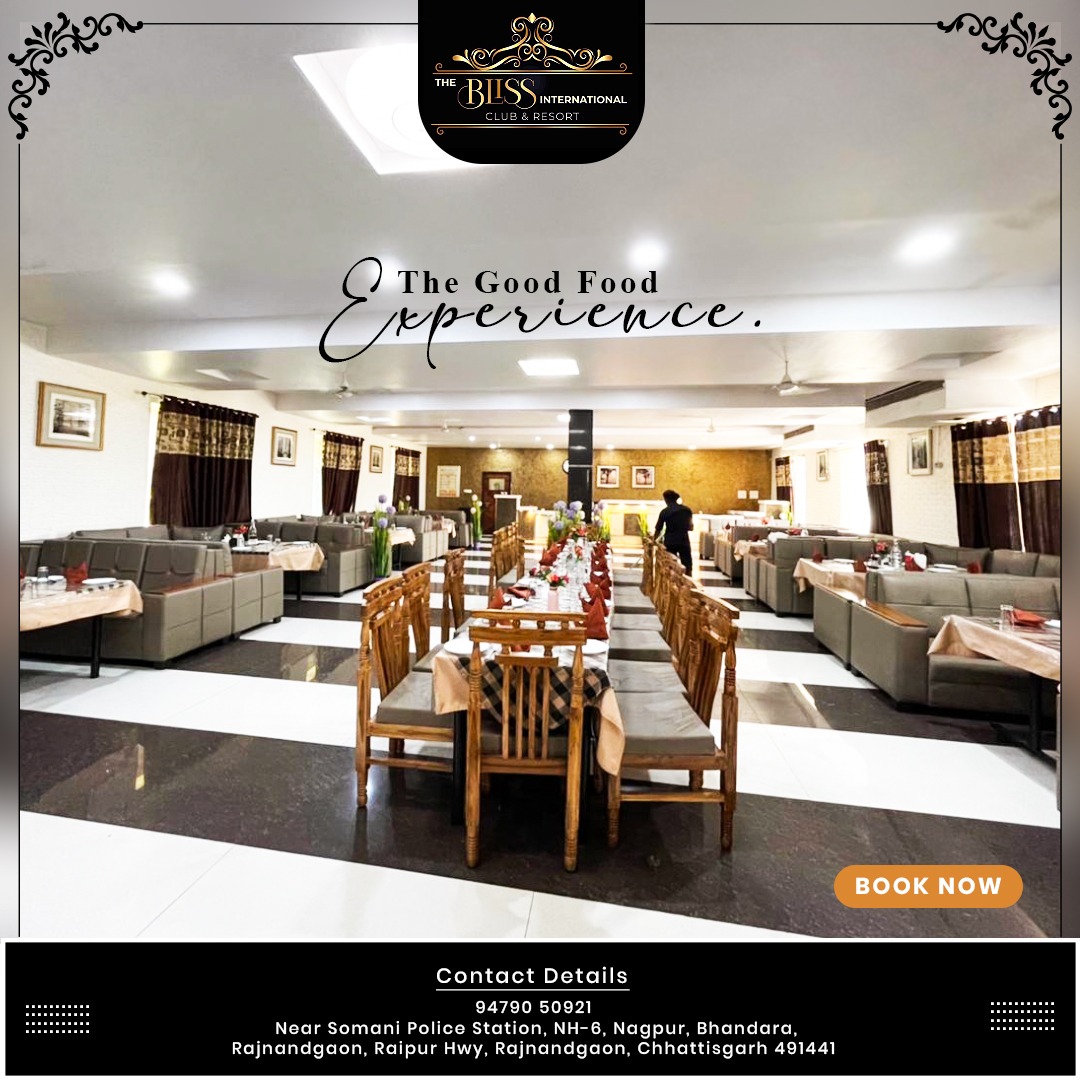 THE BLISS INTERNATIONAL
CLUB & RESORT
The Good Food
Experience.
BOOK NOW
Contact Details
94790 50921
Near Somani Police Station, NH-6, Nagpur, Bhandara,
Rajnandgaon, Raipur Hwy, Rajnandgaon, Chhattisgarh 491441